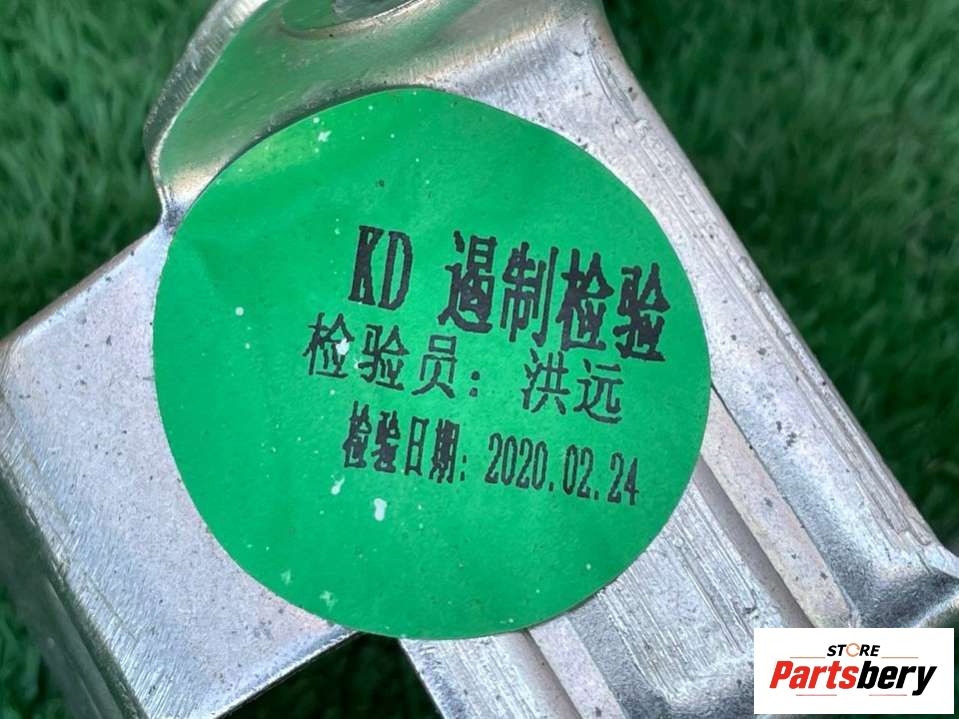 KD 遏制检验
检验员：洪远
检验日期：2020.02.24
STORE
Partsbery